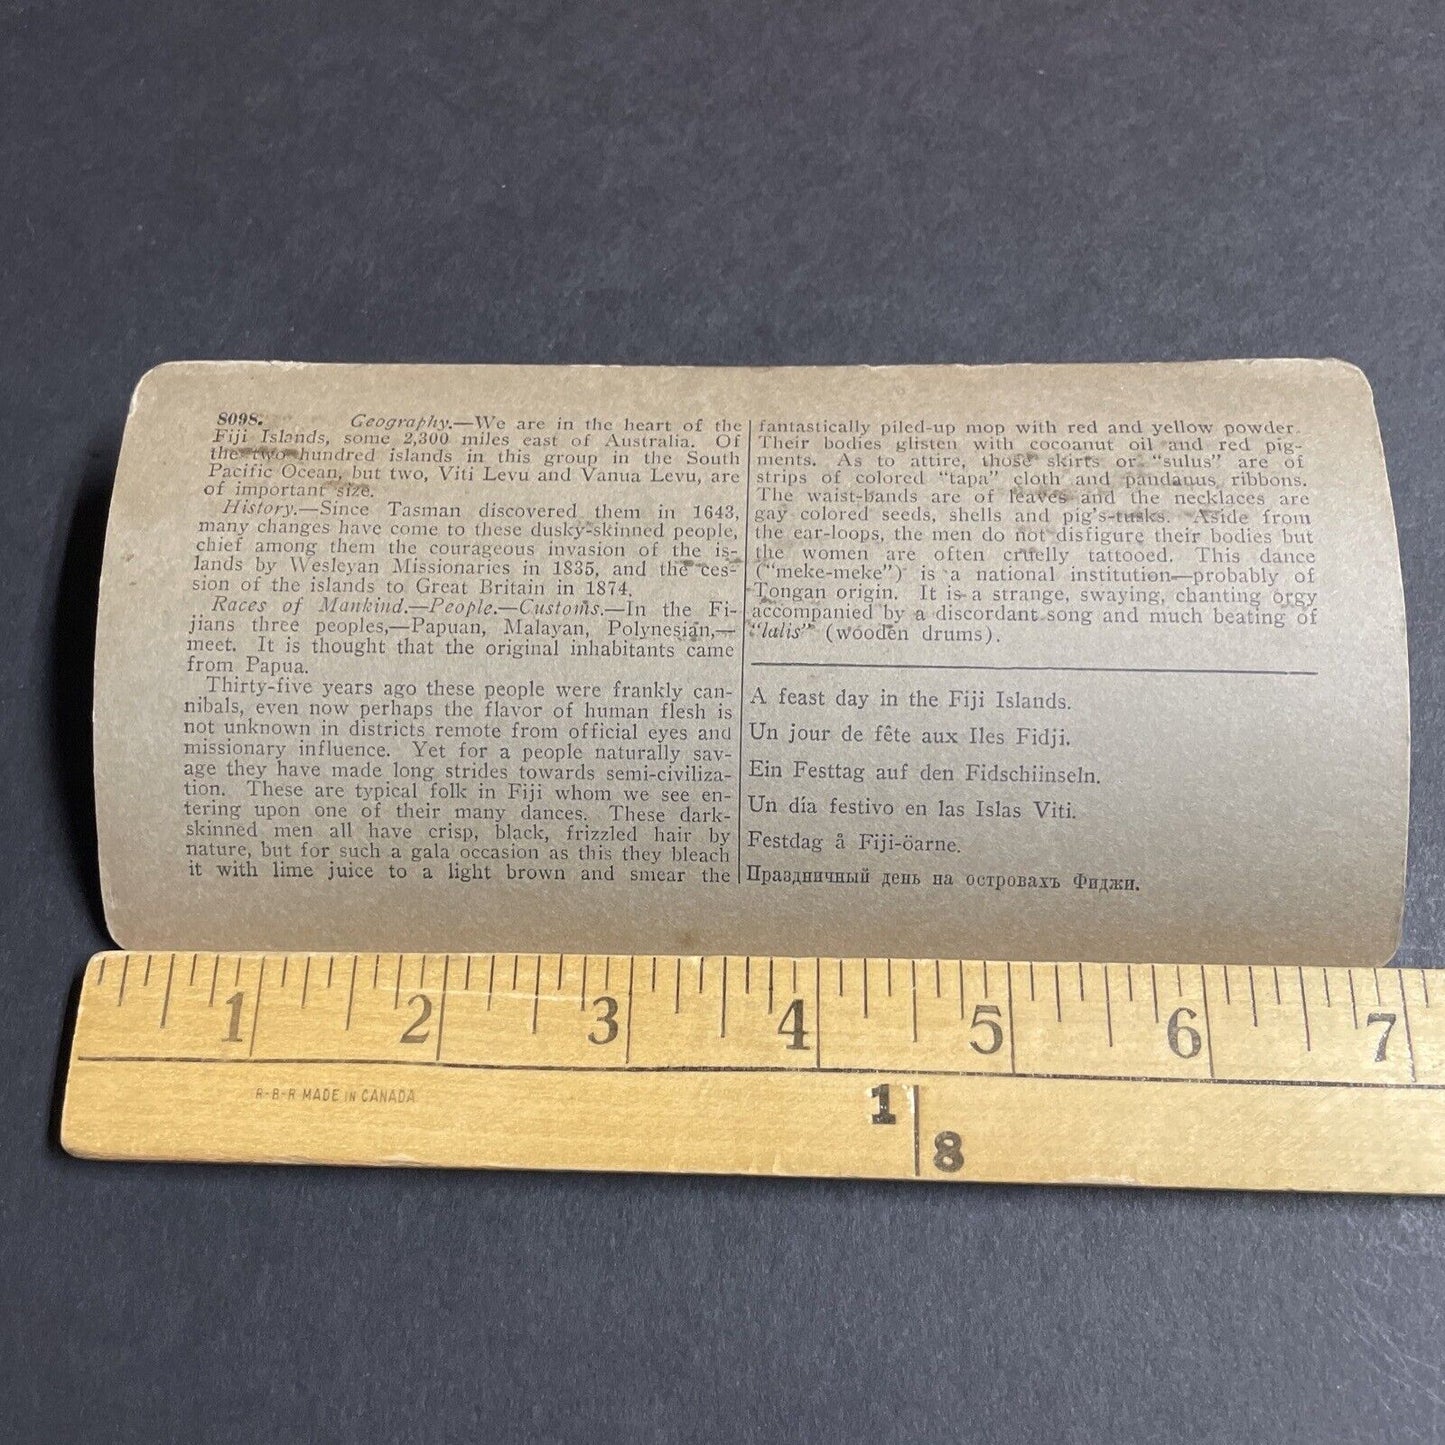 8098. Geography.—We are in the heart of the
Fiji Islands, some 2,300 miles east of Australia. Of
the two hundred islands in this group in the South
Pacific Ocean, but two, Viti Levu and Vanua Levu, are
of important size.
History.—Since Tasman discovered them in 1643,
many changes have come to these dusky-skinned people,
chief among them the courageous invasion of the is-
lands by Wesleyan Missionaries in 1835, and the ces-
sion of the islands to Great Britain in 1874.
Races of Mankind.—People.—Customs.—In the Fi-
jians three peoples,—Papuan, Malayan, Polynesian,—
meet. It is thought that the original inhabitants came
from Papua.
Thirty-five years ago these people were frankly can-
nibals, even now perhaps the flavor of human flesh is
not unknown in districts remote from official eyes and
missionary influence. Yet for a people naturally sav-
age they have made long strides towards semi-civiliza-
tion. These are typical folk in Fiji whom we see en-
tering upon one of their many dances. These dark-
skinned men all have crisp, black, frizzled hair by
nature, but for such a gala occasion as this they bleach
it with lime juice to a light brown and smear the
fantastically piled-up mop with red and yellow powder.
Their bodies glisten with cocoanut oil and red pig-
ments. As to attire, those skirts or "sulus" are of
strips of colored "tapa" cloth and pandanus ribbons.
The waist-bands are of leaves and the necklaces are
gay colored seeds, shells and pig's-tusks. Aside from
the ear-loops, the men do not disfigure their bodies but
the women are often cruelly tattooed. This dance
("meke-meke") is a national institution—probably of
Tongan origin. It is a strange, swaying, chanting orgy
accompanied by a discordant song and much beating of
"lalis" (wooden drums).
A feast day in the Fiji Islands.
Un jour de fête aux Iles Fidji.
Ein Festtag auf den Fidschiinseln.
Un día festivo en las Islas Viti.
Festdag å Fiji-öarne.
Праздничный день на островахъ Фиджи.
1 2 3 4 5 6 7
R-B-R MADE IN CANADA
1
8